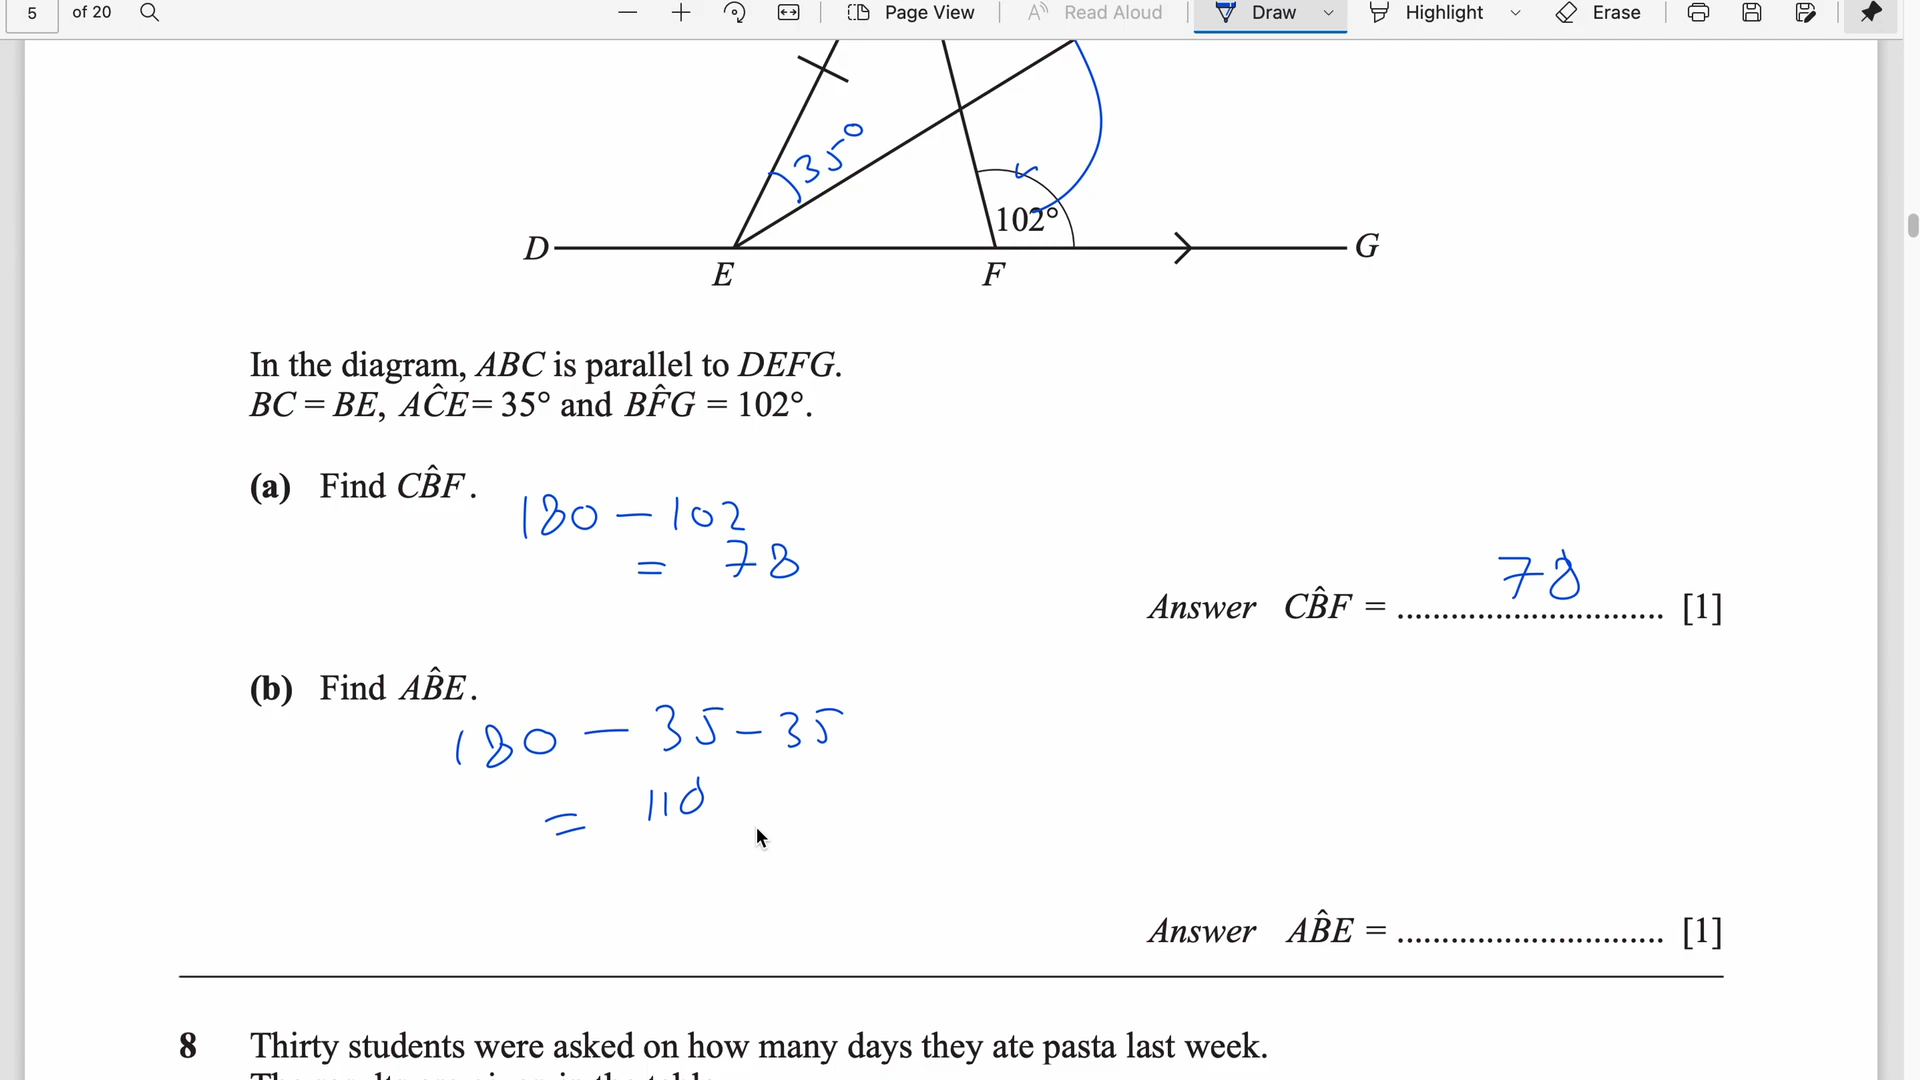 5 of 20 Page View Read Aloud Draw Highlight Erase
35°
102°
D E F G
In the diagram, ABC is parallel to DEFG.
BC = BE, AĈE= 35° and BF̂G = 102°.
(a) Find CB̂F.
180 – 102
= 78
78
Answer CB̂F = .............................. [1]
(b) Find AB̂E.
180 – 35 – 35
= 110
Answer AB̂E = .............................. [1]
8 Thirty students were asked on how many days they ate pasta last week.